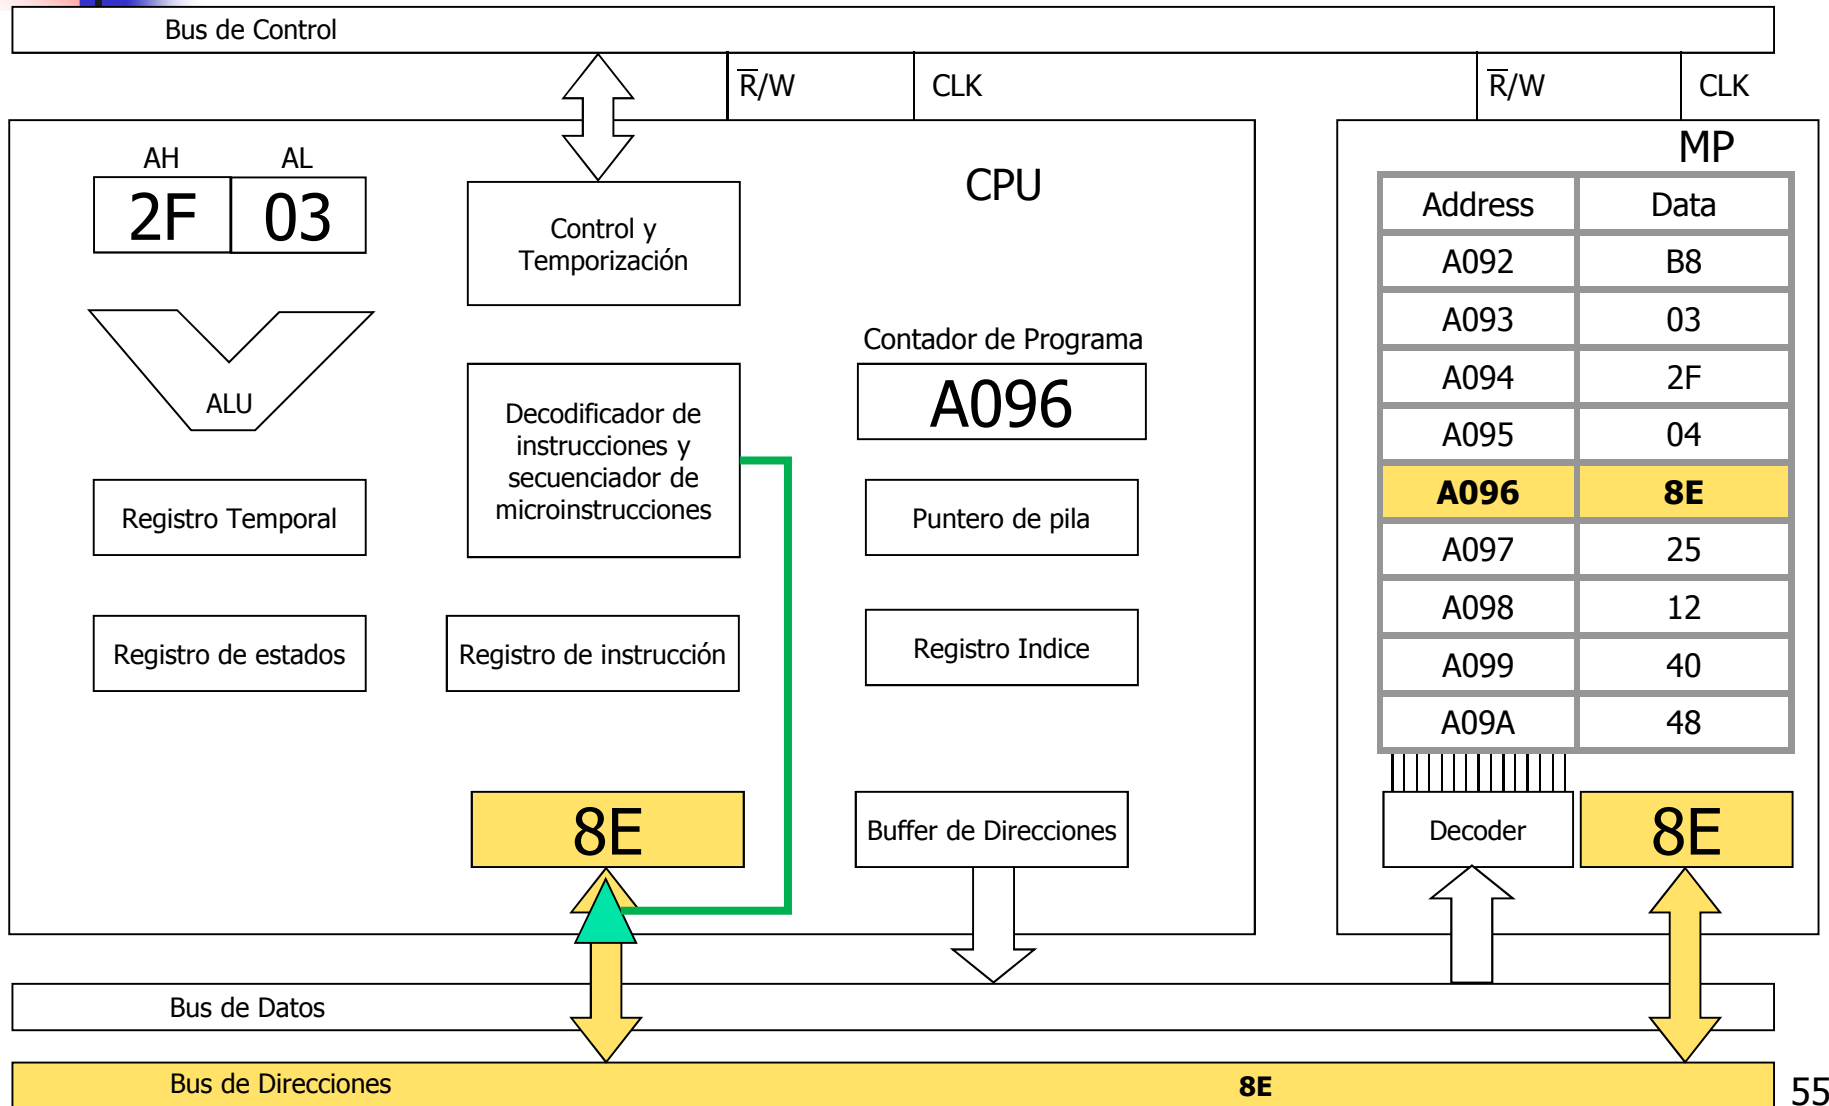 Bus de Control
R/W
CLK
R/W
CLK
AH
AL
2F
03
Control y
Temporización
CPU
MP
Address
Data
A092
B8
A093
03
A094
2F
A095
04
A096
8E
A097
25
A098
12
A099
40
A09A
48
ALU
Decodificador de
instrucciones y
secuenciador de
microinstrucciones
Contador de Programa
A096
Registro Temporal
Puntero de pila
Registro de estados
Registro de instrucción
Registro Indice
8E
Buffer de Direcciones
Decoder
8E
Bus de Datos
Bus de Direcciones
8E
55